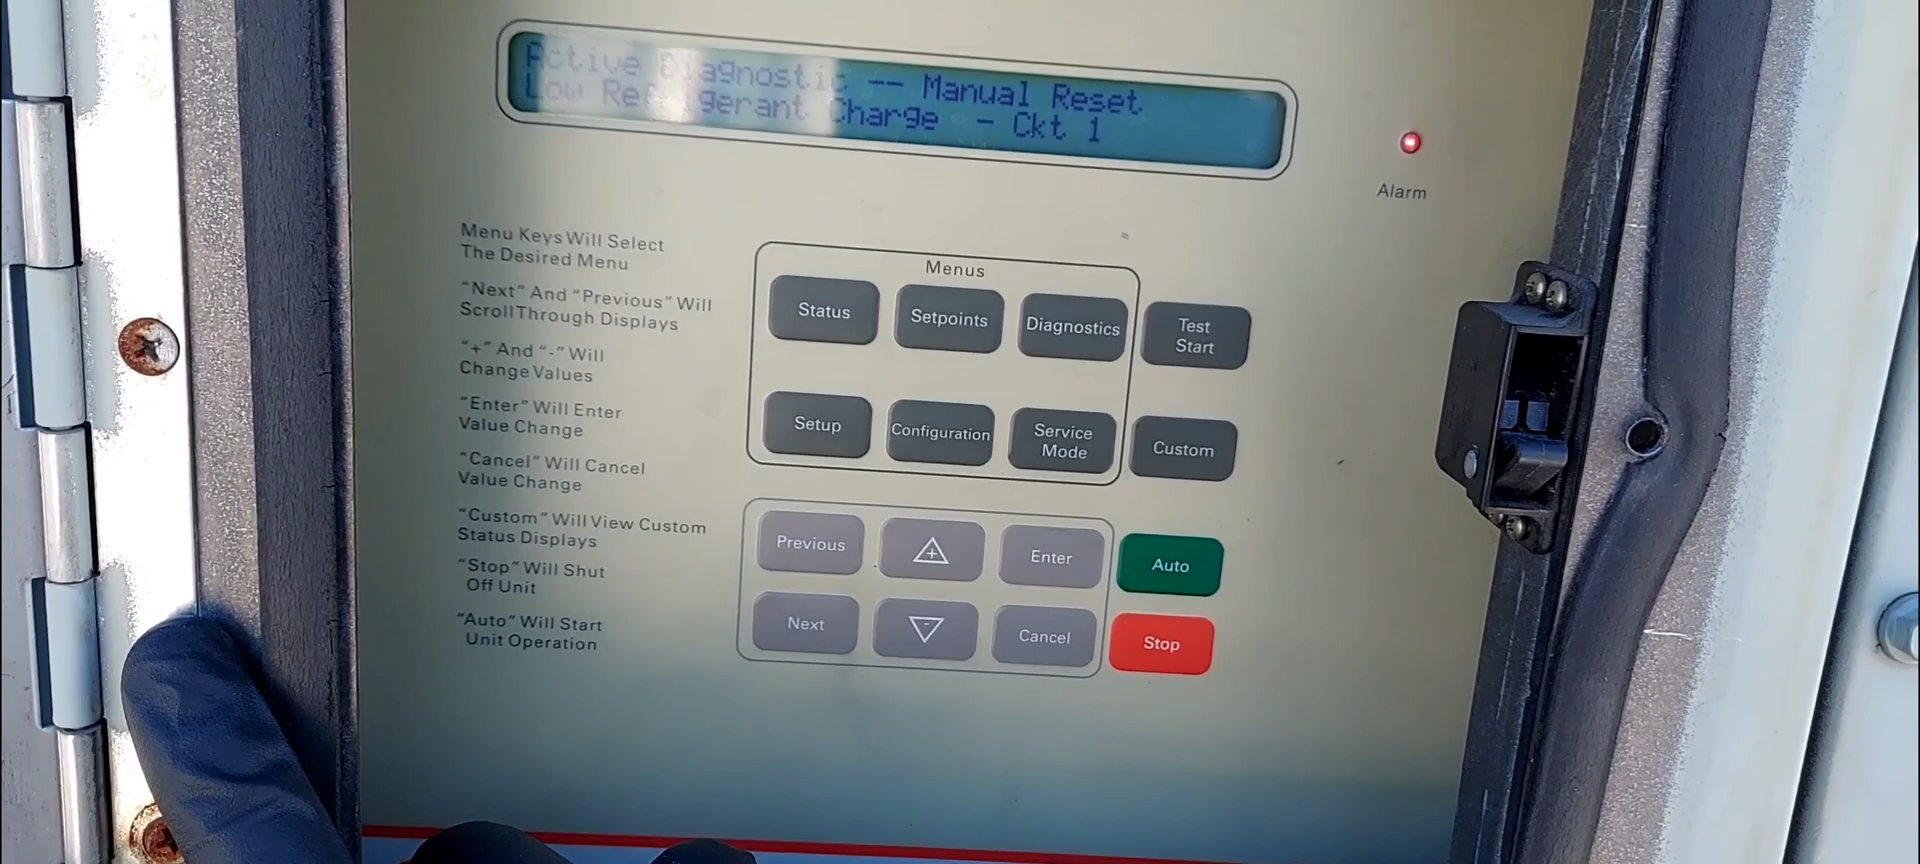 Active Diagnostic -- Manual Reset
Low Refrigerant Charge - Ckt 1
Alarm
Menu Keys Will Select
The Desired Menu
"Next" And "Previous" Will
Scroll Through Displays
"+" And "-" Will
Change Values
"Enter" Will Enter
Value Change
"Cancel" Will Cancel
Value Change
"Custom" Will View Custom
Status Displays
"Stop" Will Shut
Off Unit
"Auto" Will Start
Unit Operation
Menus
Status
Setpoints
Diagnostics
Test
Start
Setup
Configuration
Service
Mode
Custom
Previous
+
Enter
Auto
Next
-
Cancel
Stop